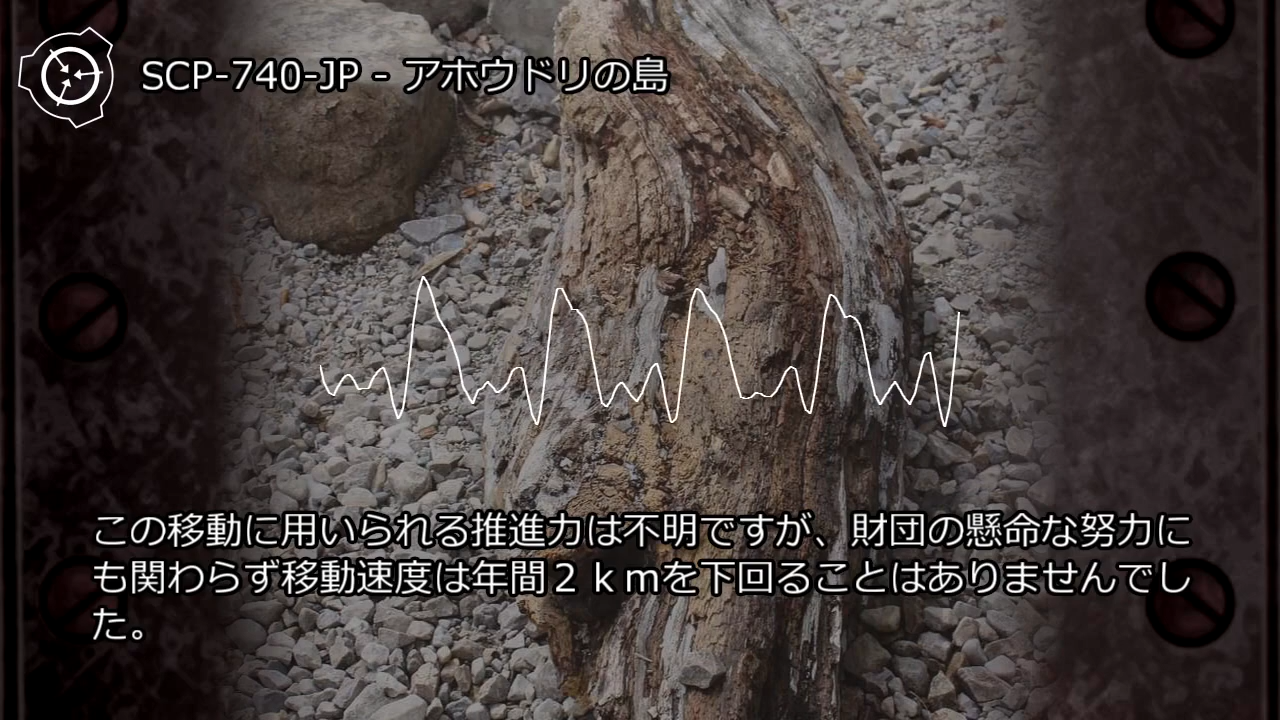 SCP-740-JP - アホウドリの島
この移動に用いられる推進力は不明ですが、財団の懸命な努力に
も関わらず移動速度は年間２ｋｍを下回ることはありませんでし
た。